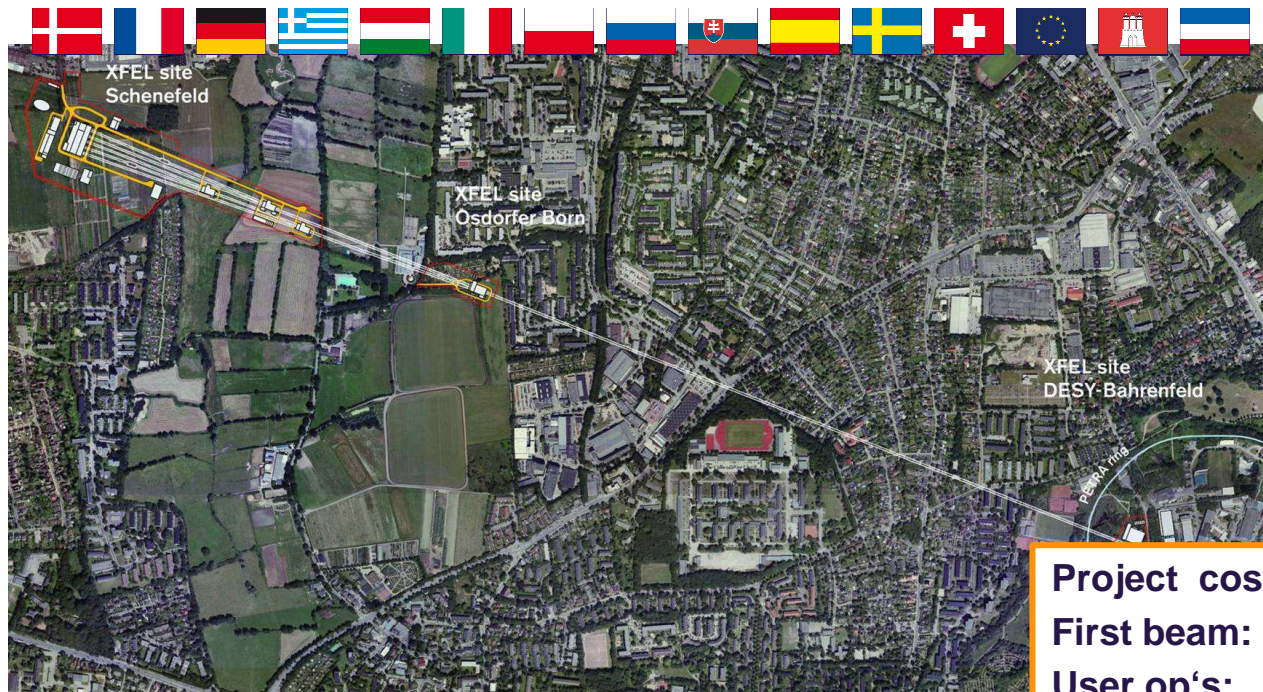 XFEL site
Schenefeld
XFEL site
Osdorfer Born
XFEL site
DESY-Bahrenfeld
PETRA ring
Project cos
First beam:
User op‘s: